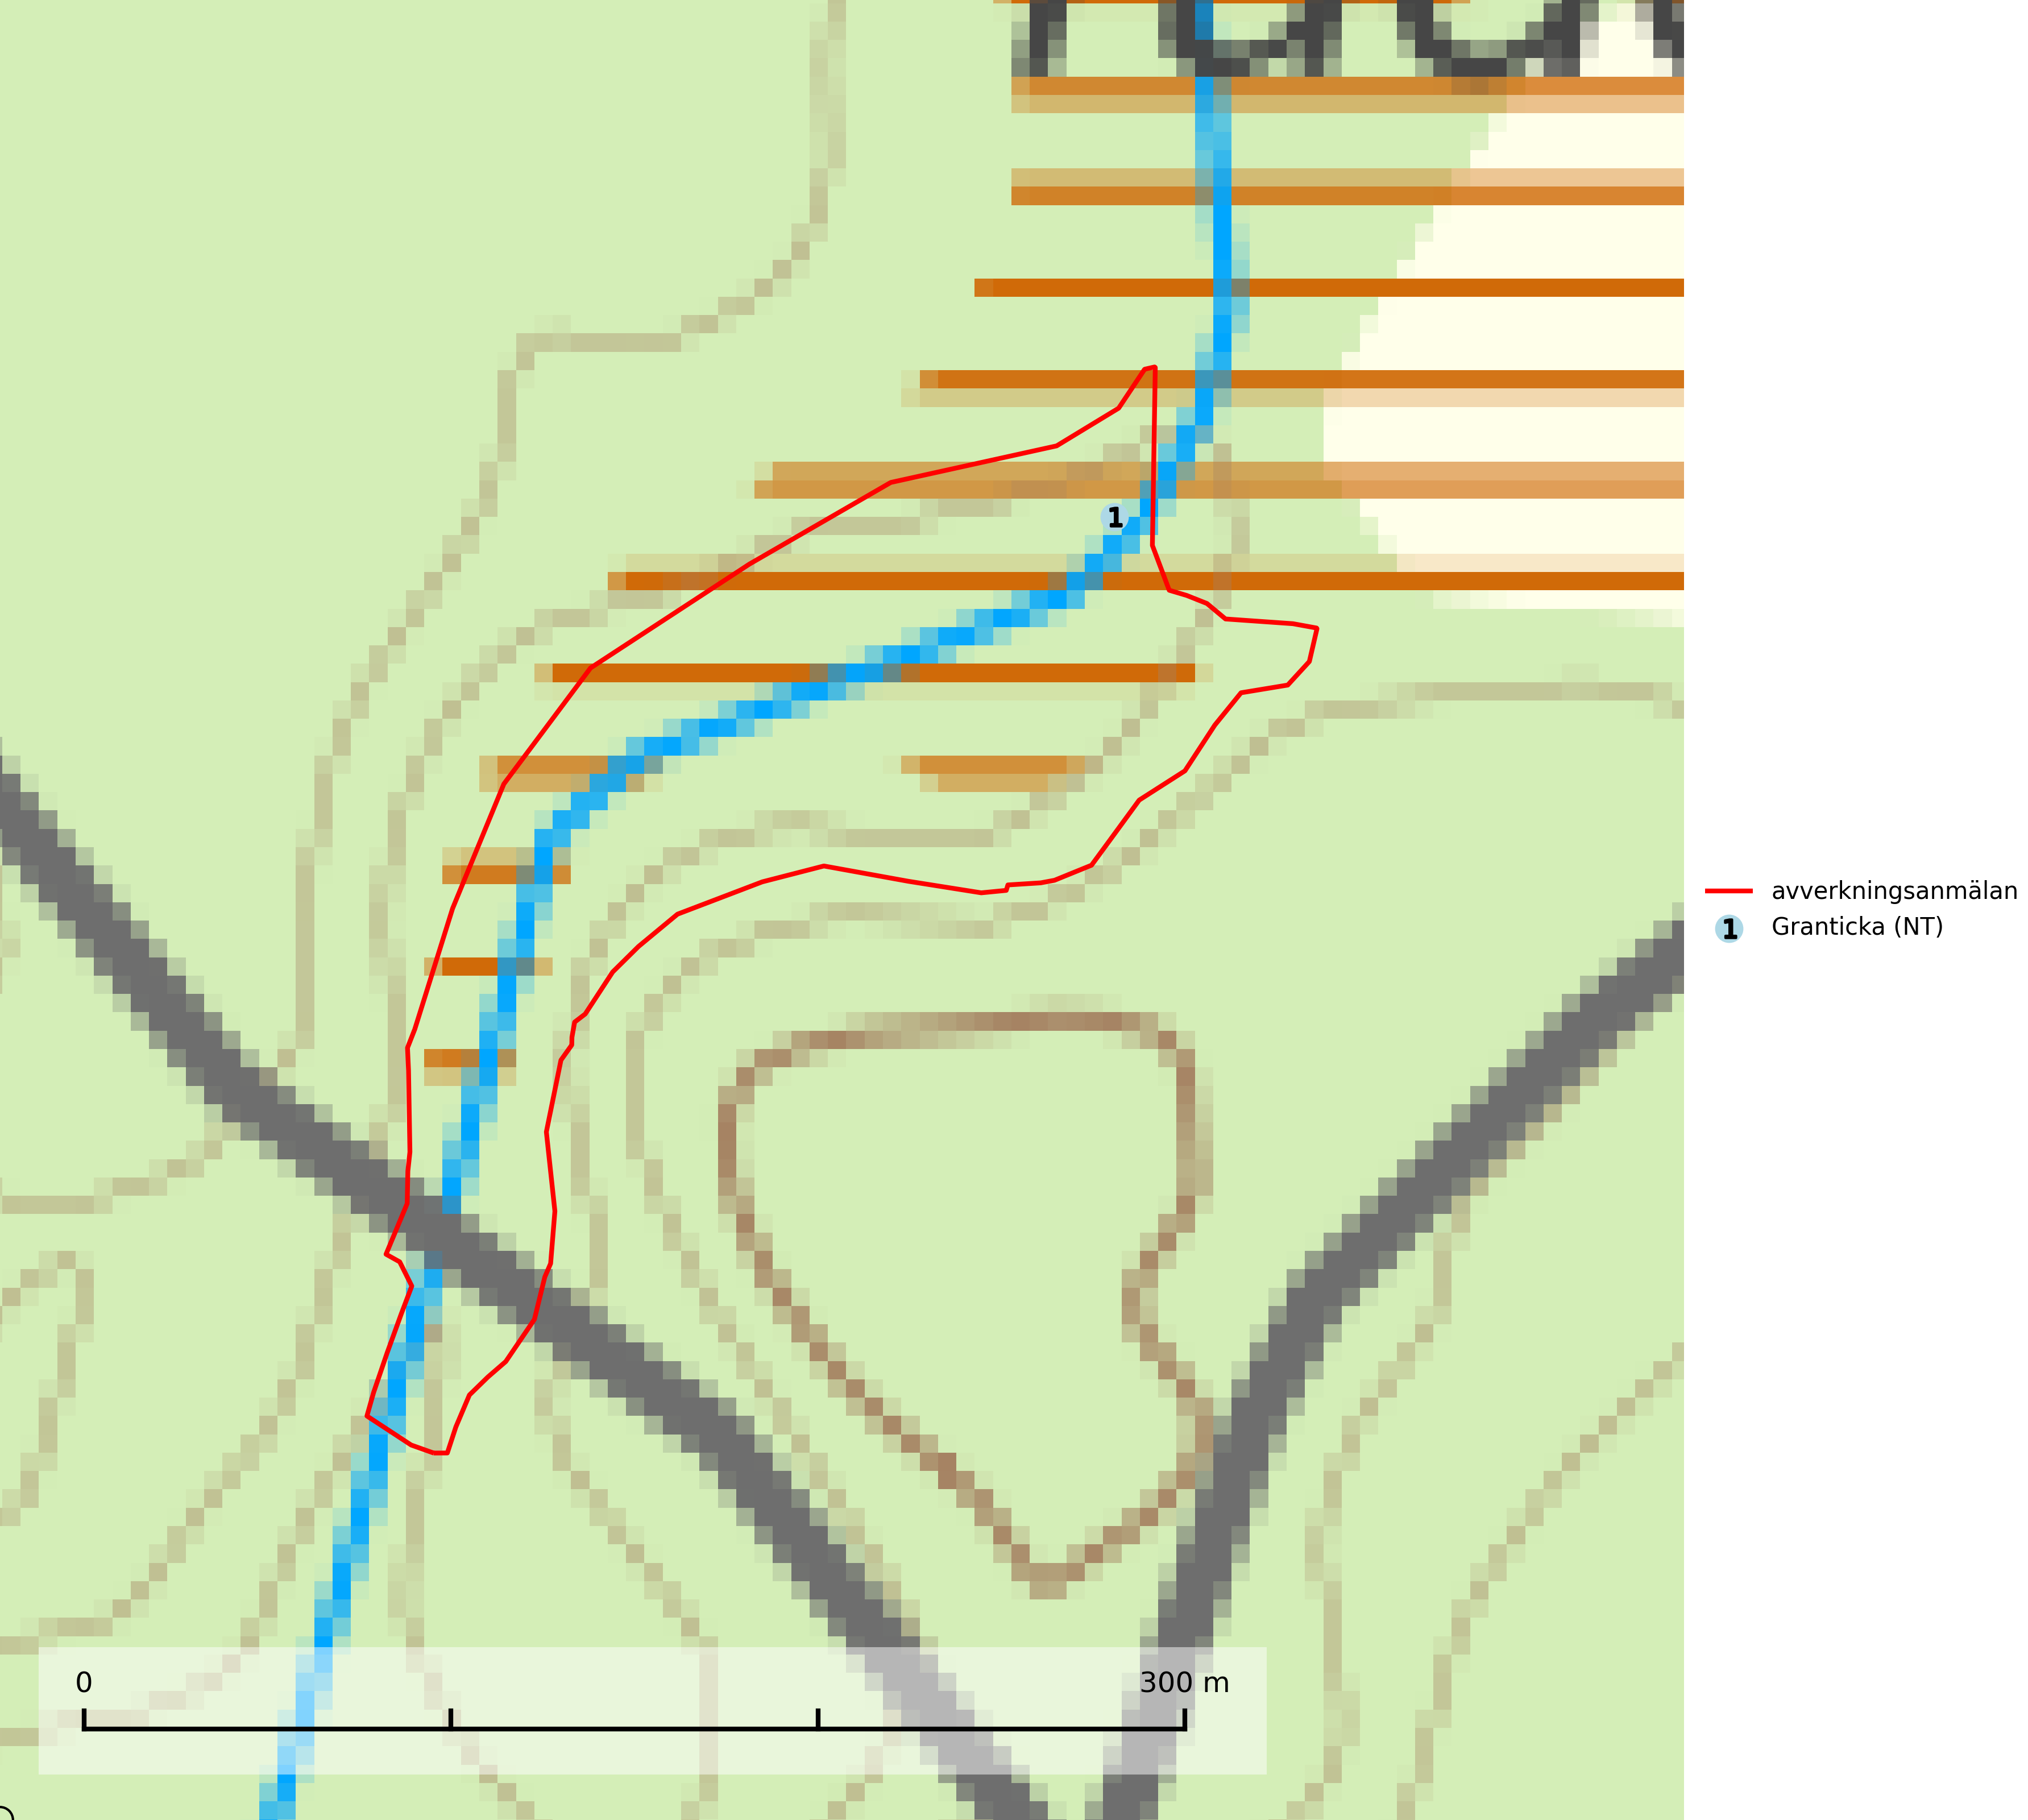 1
avverkningsanmälan
1 Granticka (NT)
0 300 m